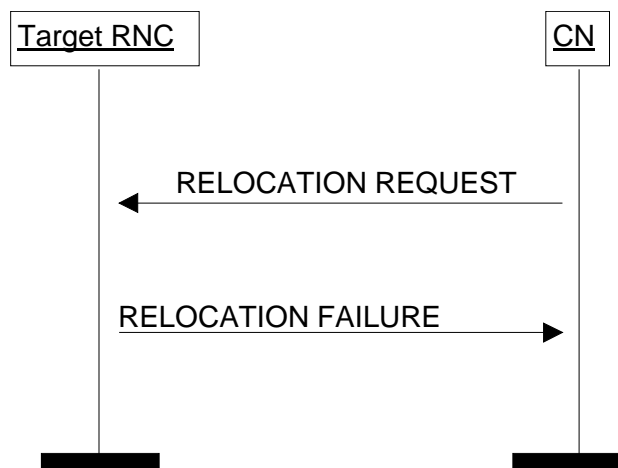 Target RNC
CN
RELOCATION REQUEST
RELOCATION FAILURE